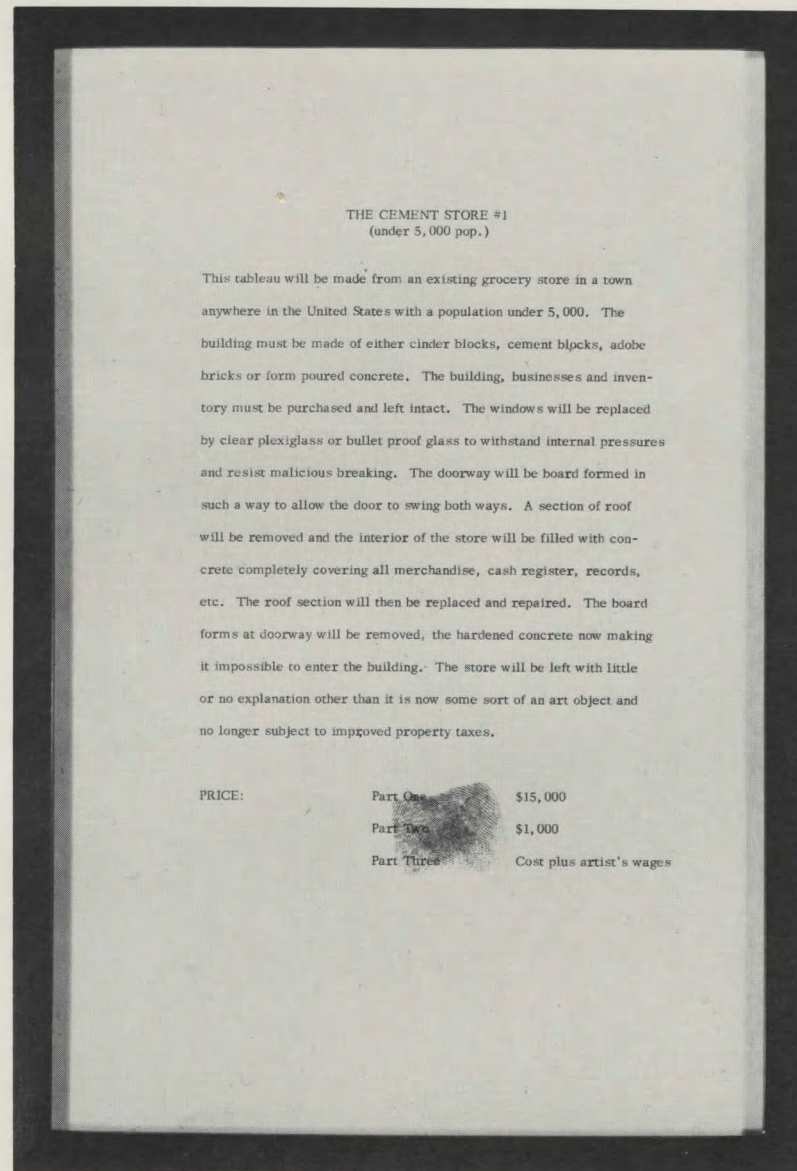 THE CEMENT STORE #1
(under 5,000 pop.)
This tableau will be made from an existing grocery store in a town
anywhere in the United States with a population under 5,000. The
building must be made of either cinder blocks, cement blocks, adobe
bricks or form poured concrete. The building, businesses and inven-
tory must be purchased and left intact. The windows will be replaced
by clear plexiglass or bullet proof glass to withstand internal pressures
and resist malicious breaking. The doorway will be board formed in
such a way to allow the door to swing both ways. A section of roof
will be removed and the interior of the store will be filled with con-
crete completely covering all merchandise, cash register, records,
etc. The roof section will then be replaced and repaired. The board
forms at doorway will be removed, the hardened concrete now making
it impossible to enter the building. The store will be left with little
or no explanation other than it is now some sort of an art object and
no longer subject to improved property taxes.
PRICE: Part One $15,000
Part Two $1,000
Part Three Cost plus artist's wages